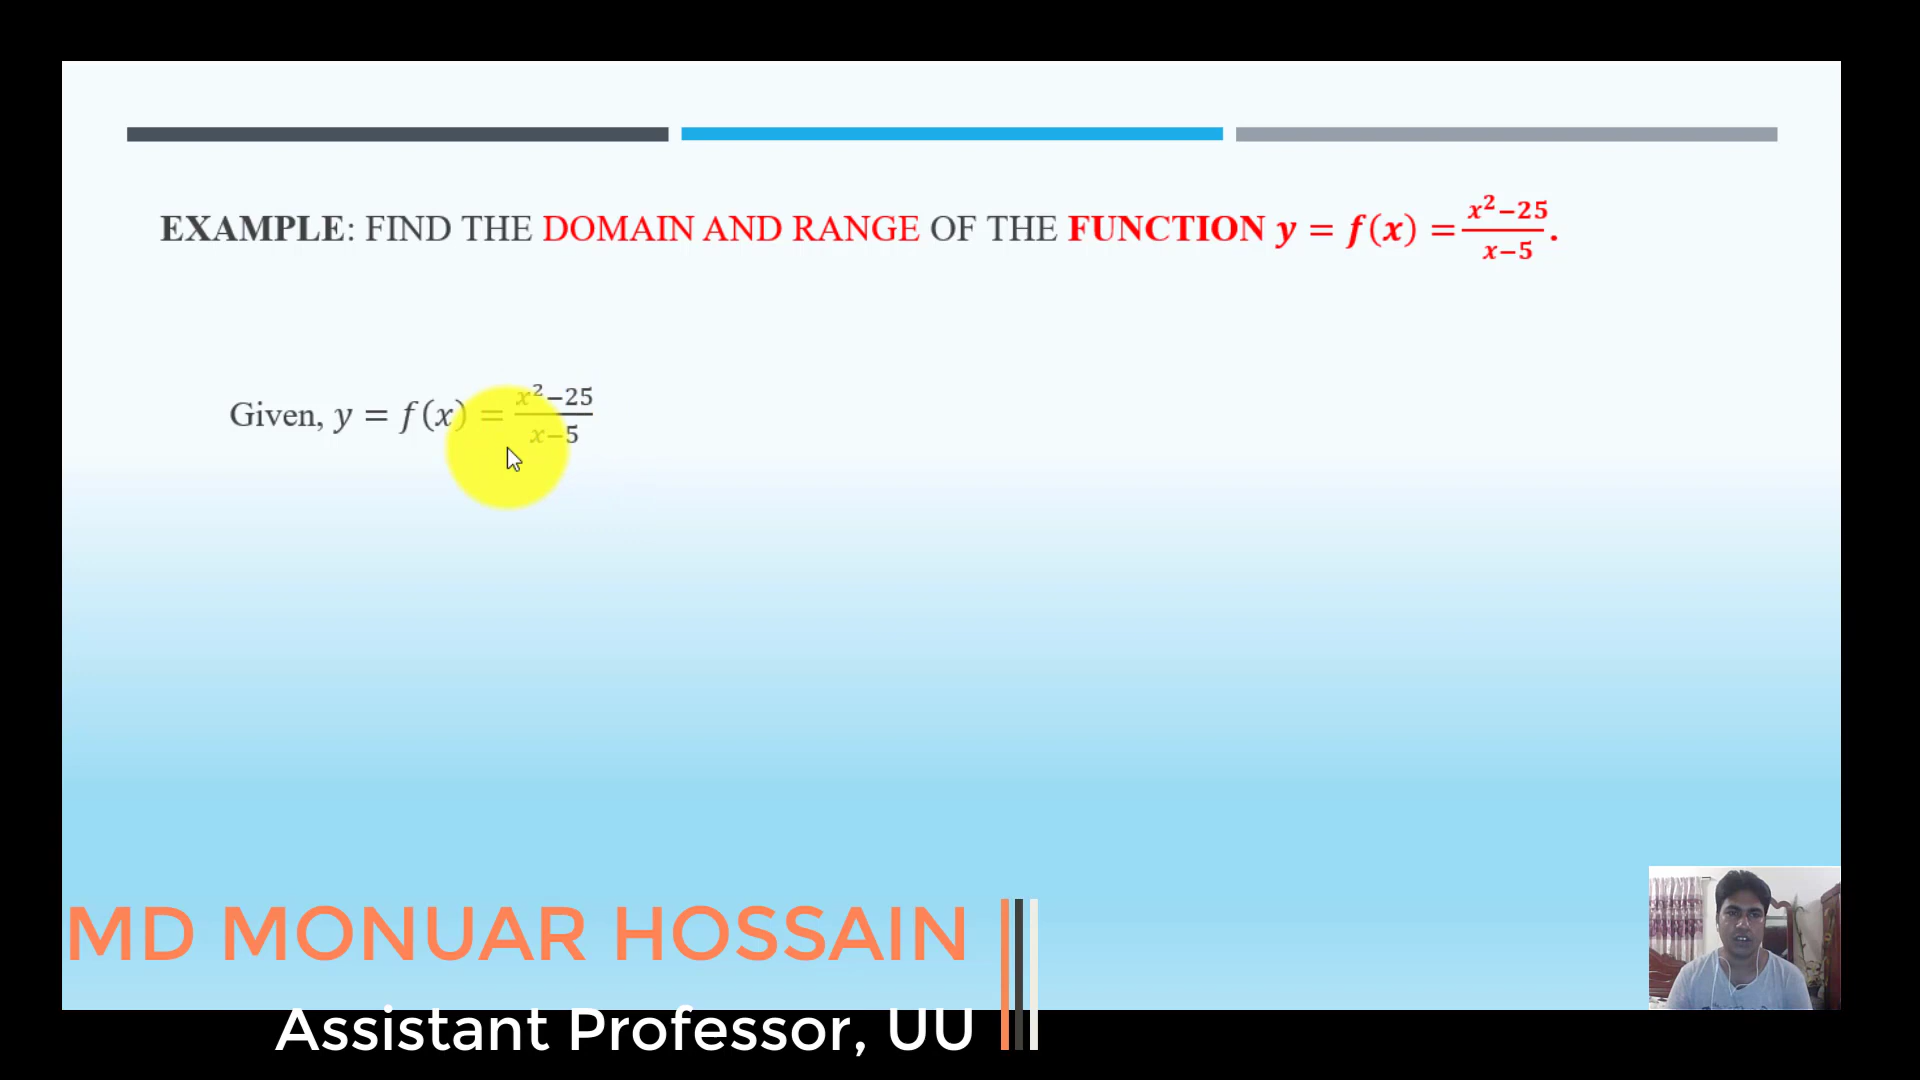 EXAMPLE: FIND THE DOMAIN AND RANGE OF THE FUNCTION y = f(x) = x²−25 / x−5.
Given, y = f(x) = x²−25 / x−5
MD MONUAR HOSSAIN
Assistant Professor, UU